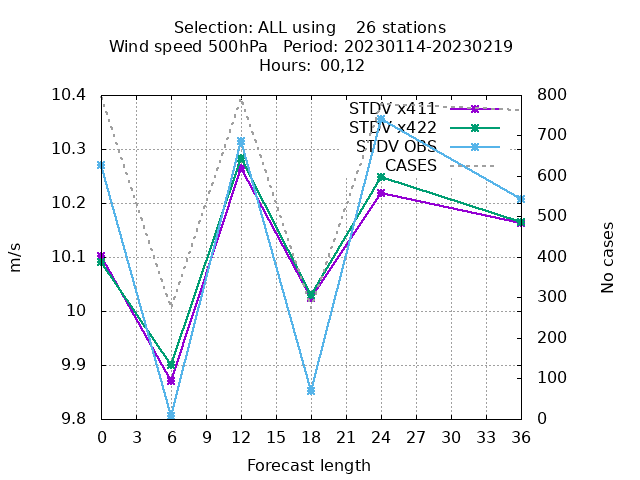 Selection: ALL using    26 stations
Wind speed 500hPa   Period: 20230114-20230219
Hours:  00,12
STDV x411
STDV x422
STDV OBS
CASES
10.4
10.3
10.2
10.1
10
9.9
9.8
m/s
800
700
600
500
400
300
200
100
0
No cases
0 3 6 9 12 15 18 21 24 27 30 33 36
Forecast length